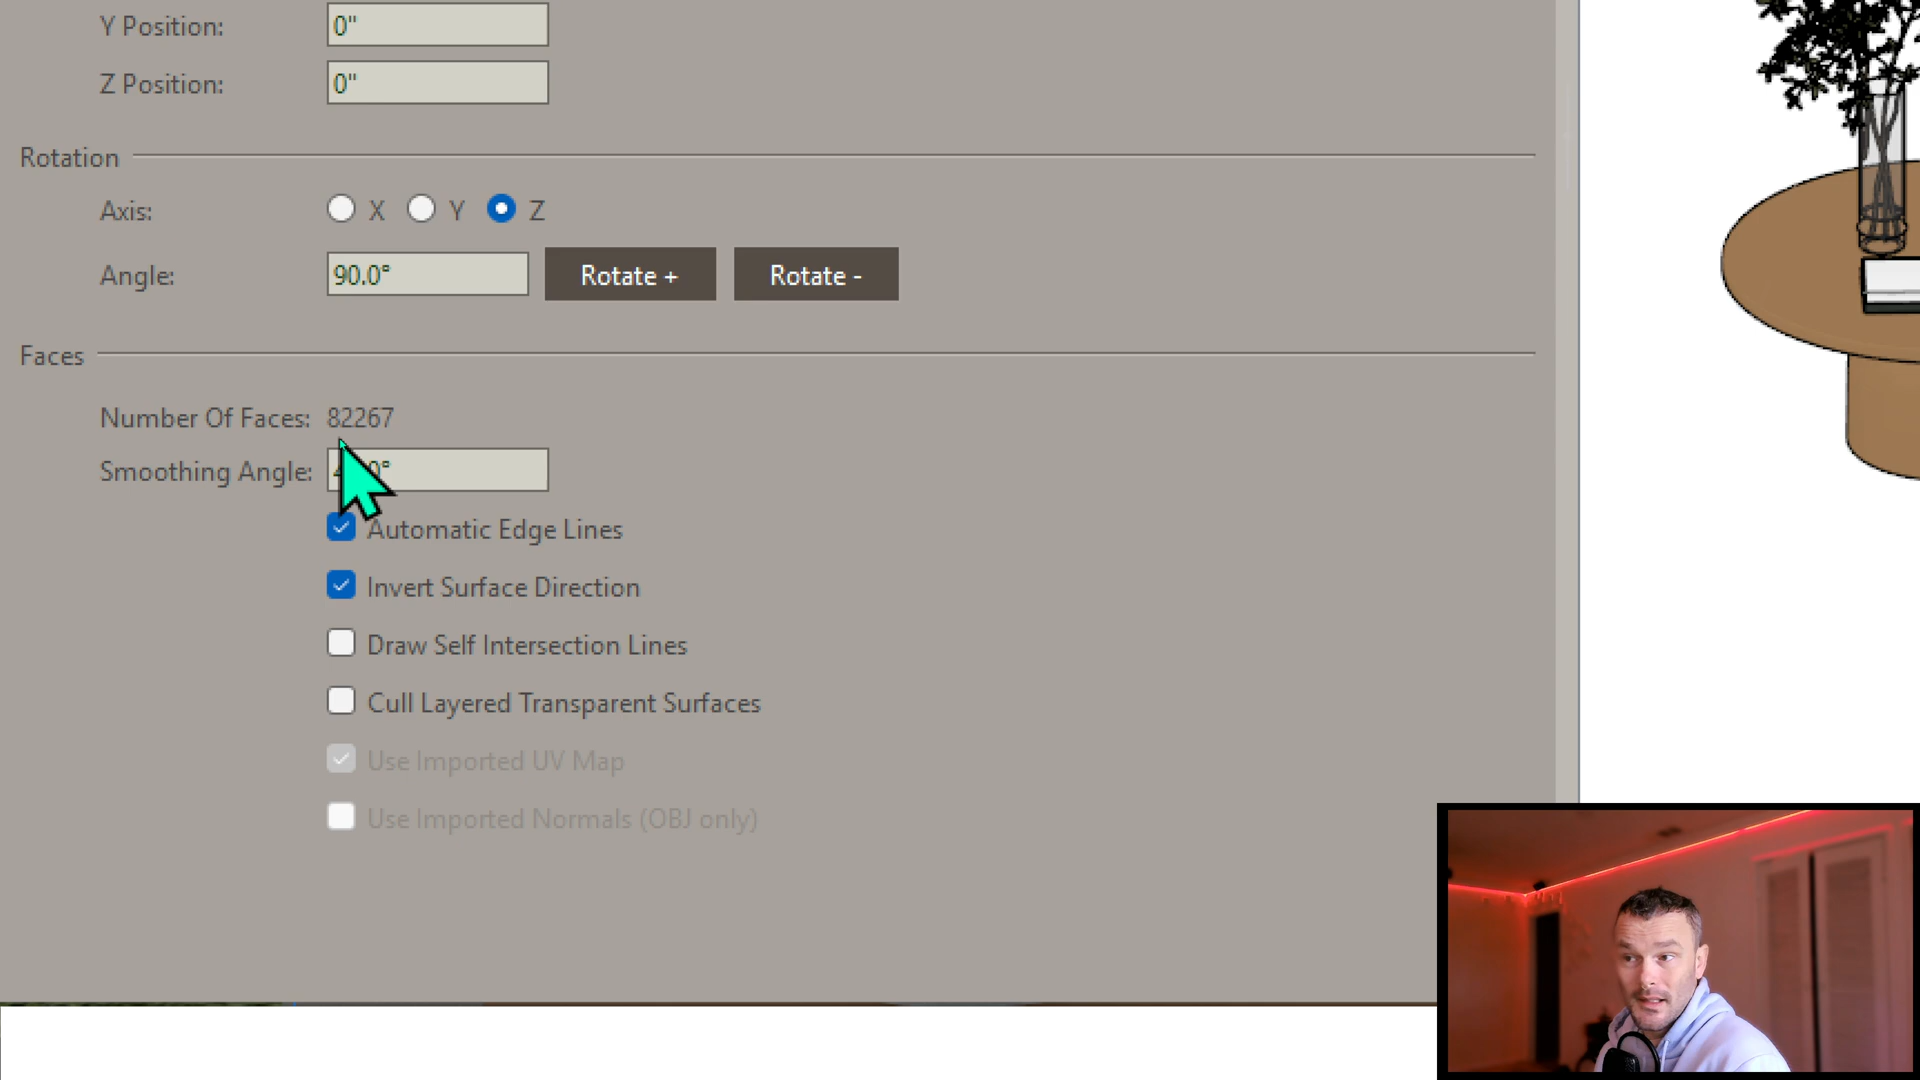 Y Position: 0"
Z Position: 0"
Rotation
Axis: X Y Z
Angle: 90.0° Rotate + Rotate -
Faces
Number Of Faces: 82267
Smoothing Angle:
Automatic Edge Lines
Invert Surface Direction
Draw Self Intersection Lines
Cull Layered Transparent Surfaces
Use Imported UV Map
Use Imported Normals (OBJ only)